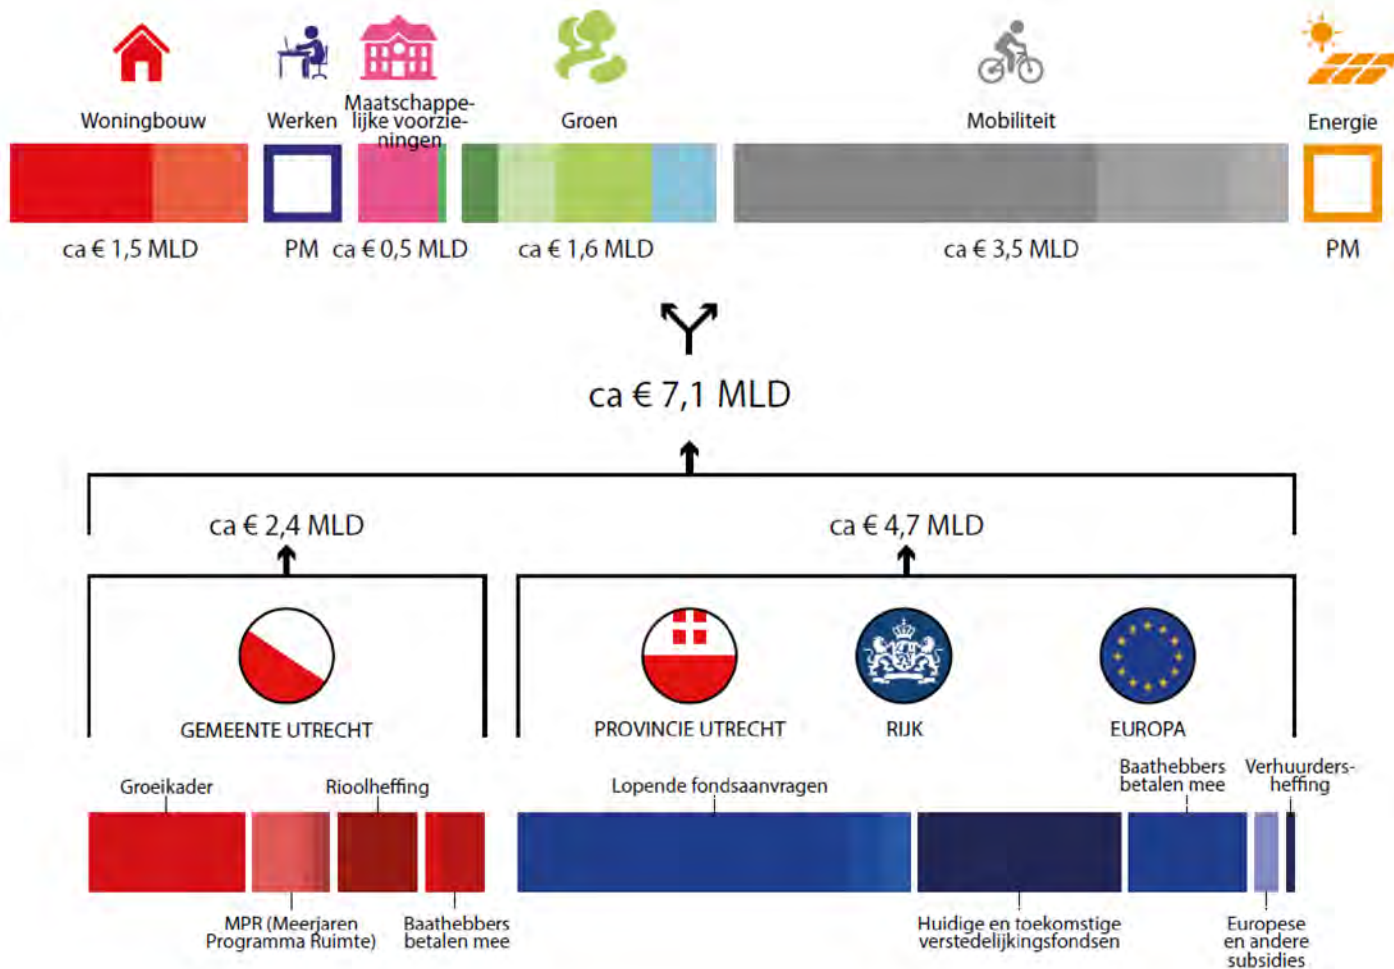 Woningbouw
Werken
Maatschappe-
lijke voorzie-
ningen
Groen
Mobiliteit
Energie
ca € 1,5 MLD
PM
ca € 0,5 MLD
ca € 1,6 MLD
ca € 3,5 MLD
PM
ca € 7,1 MLD
ca € 2,4 MLD
ca € 4,7 MLD
GEMEENTE UTRECHT
PROVINCIE UTRECHT
RIJK
EUROPA
Groeikader
Rioolheffing
Lopende fondsaanvragen
Baathebbers
betalen mee
Verhuurders-
heffing
MPR (Meerjaren
Programma Ruimte)
Baathebbers
betalen mee
Huidige en toekomstige
verstedelijkingsfondsen
Europese
en andere
subsidies